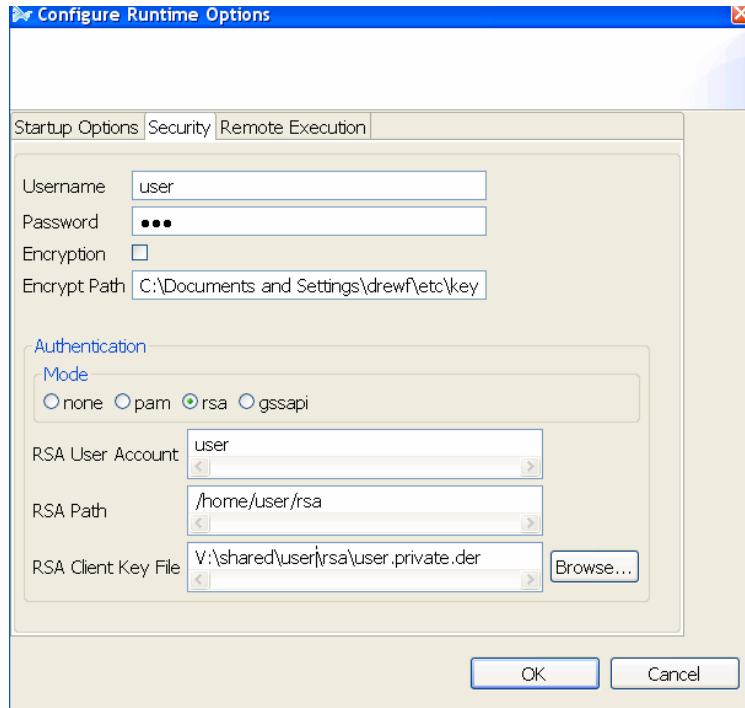 Configure Runtime Options
Startup Options Security Remote Execution
Username user
Password •••
Encryption
Encrypt Path C:\Documents and Settings\drewf\etc\key
Authentication
Mode
none pam rsa gssapi
RSA User Account user
RSA Path /home/user/rsa
RSA Client Key File V:\shared\user\rsa\user.private.der Browse...
OK Cancel